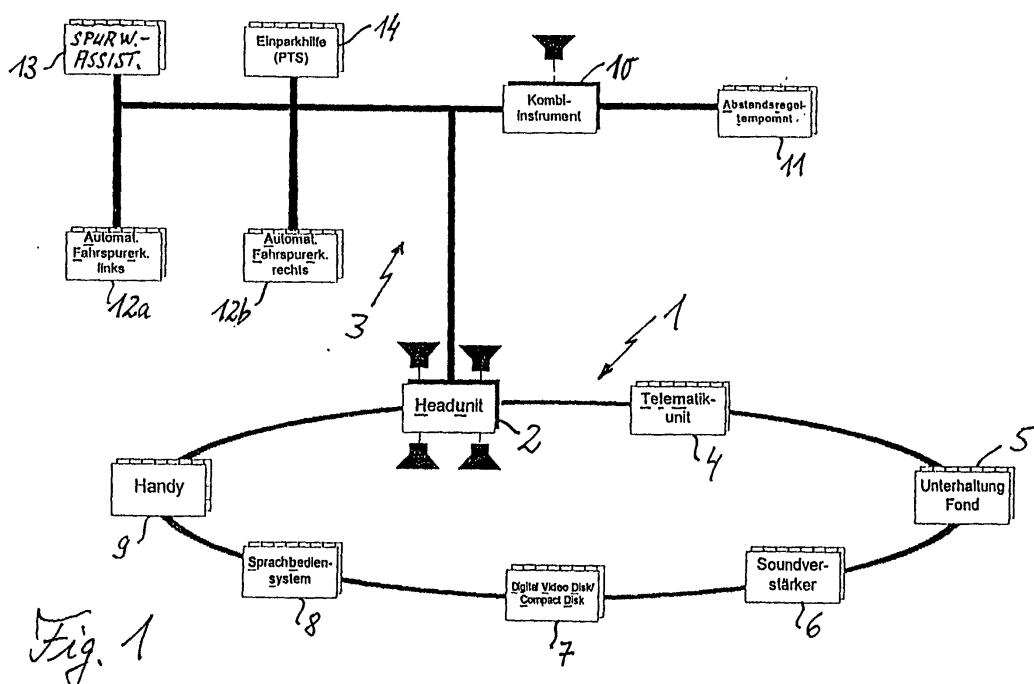 13
SPURW.-
ASSIST.
14
Einparkhilfe
(PTS)
10
Kombi-
instrument
Abstandsregel-
tempomat
11
Automat.
Fahrspurerk.
links
12a
Automat.
Fahrspurerk.
rechts
12b
3
1
Headunit
2
Telematik-
unit
4
5
Unterhaltung
Fond
Handy
9
Sprachbedien-
system
8
Digital Video Disk/
Compact Disk
7
Soundver-
stärker
6
Fig. 1